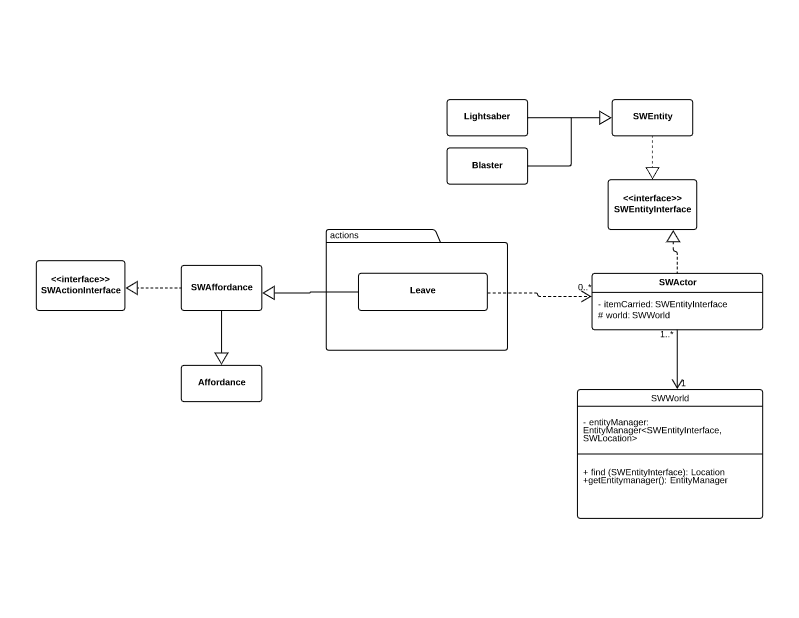 Lightsaber
SWEntity
Blaster
<<interface>>
SWEntityInterface
actions
<<interface>>
SWActionInterface
SWAffordance
Leave
0..*
SWActor
- itemCarried: SWEntityInterface
# world: SWWorld
1..*
Affordance
1
SWWorld
- entityManager:
EntityManager<SWEntityInterface,
SWLocation>
+ find (SWEntityInterface): Location
+getEntitymanager(): EntityManager